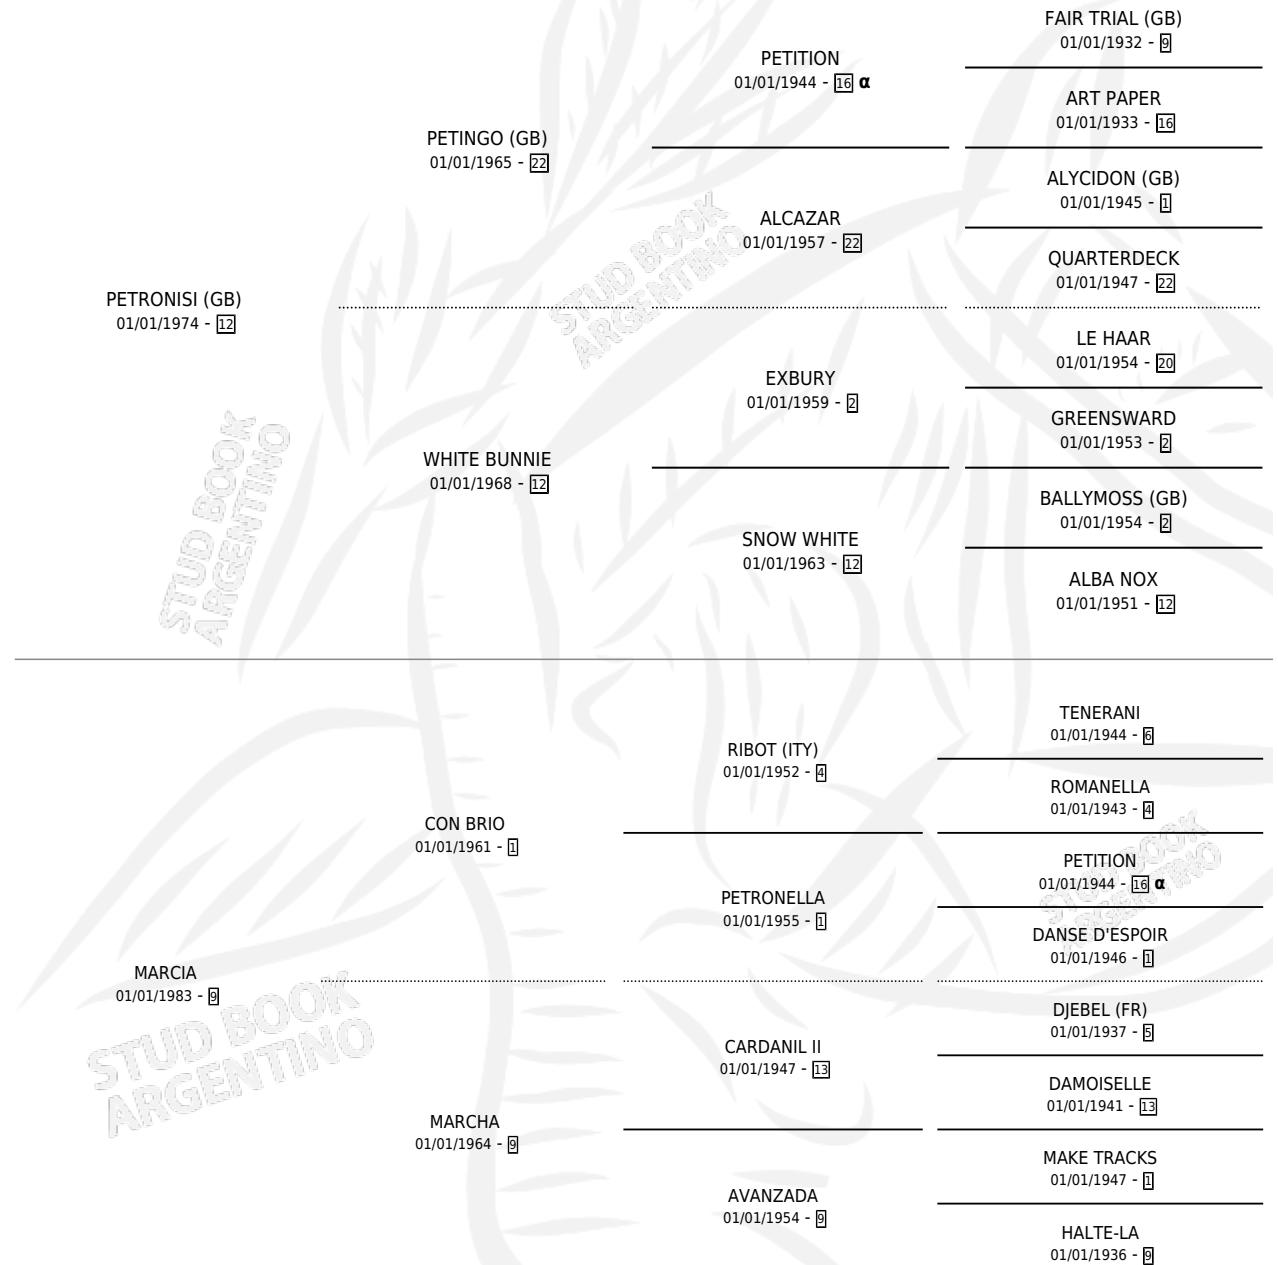 FAIR TRIAL (GB)
01/01/1932 - 9
PETITION
01/01/1944 - 16 α
ART PAPER
01/01/1933 - 16
PETINGO (GB)
01/01/1965 - 22
ALYCIDON (GB)
01/01/1945 - 1
ALCAZAR
01/01/1957 - 22
QUARTERDECK
01/01/1947 - 22
PETRONISI (GB)
01/01/1974 - 12
LE HAAR
01/01/1954 - 20
EXBURY
01/01/1959 - 2
GREENSWARD
01/01/1953 - 2
WHITE BUNNIE
01/01/1968 - 12
BALLYMOSS (GB)
01/01/1954 - 2
SNOW WHITE
01/01/1963 - 12
ALBA NOX
01/01/1951 - 12
TENERANI
01/01/1944 - 6
RIBOT (ITY)
01/01/1952 - 4
ROMANELLA
01/01/1943 - 4
CON BRIO
01/01/1961 - 1
PETITION
01/01/1944 - 16 α
PETRONELLA
01/01/1955 - 1
DANSE D'ESPOIR
01/01/1946 - 1
MARCIA
01/01/1983 - 9
DJEBEL (FR)
01/01/1937 - 5
CARDANIL II
01/01/1947 - 13
DAMOISELLE
01/01/1941 - 13
MARCHA
01/01/1964 - 9
MAKE TRACKS
01/01/1947 - 1
AVANZADA
01/01/1954 - 9
HALTE-LA
01/01/1936 - 9
STUD BOOK
ARGENTINO
STUD BOOK
ARGENTINO
STUD BOOK
ARGENTINO
STUD BOOK
ARGENTINO